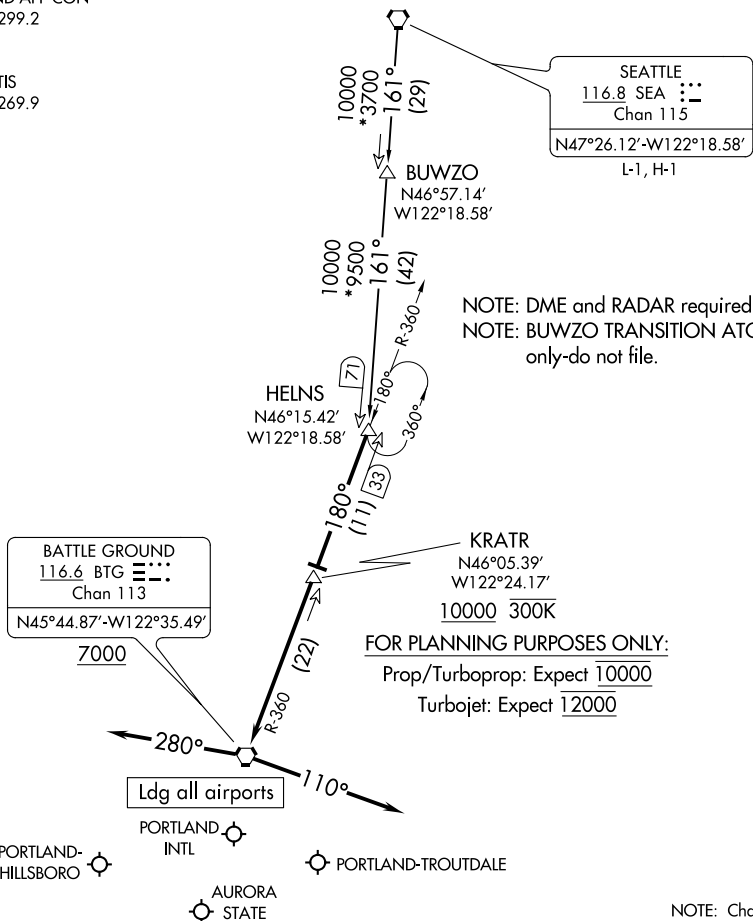 ND APP CON
299.2
TIS
269.9
SEATTLE
116.8 SEA
Chan 115
N47°26.12'-W122°18.58'
L-1, H-1
10000
*3700
161°
(29)
BUWZO
N46°57.14'
W122°18.58'
10000
*9500
161°
(42)
NOTE: DME and RADAR required
NOTE: BUWZO TRANSITION ATC
only-do not file.
R-360
71
180°
360°
HELNS
N46°15.42'
W122°18.58'
33
180°
(11)
KRATR
N46°05.39'
W122°24.17'
10000 300K
BATTLE GROUND
116.6 BTG
Chan 113
N45°44.87'-W122°35.49'
7000
FOR PLANNING PURPOSES ONLY:
Prop/Turboprop: Expect 10000
Turbojet: Expect 12000
(22)
R-360
280°
110°
Ldg all airports
PORTLAND
INTL
PORTLAND-
HILLSBORO
PORTLAND-TROUTDALE
AURORA
STATE
NOTE: Cha